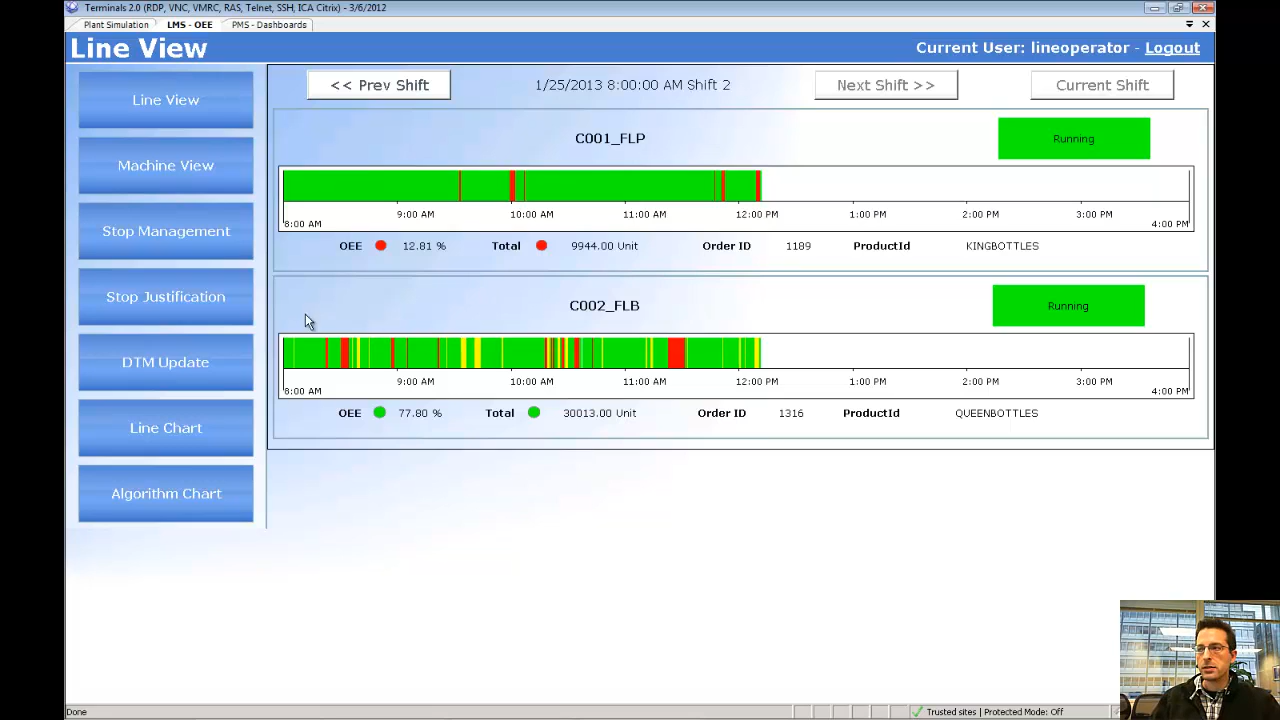 Terminals 2.0 (RDP, VNC, VMRC, RAS, Telnet, SSH, ICA Citrix) - 3/6/2012
Plant Simulation LMS - OEE PMS - Dashboards
Line View
Current User: lineoperator - Logout
Line View
Machine View
Stop Management
Stop Justification
DTM Update
Line Chart
Algorithm Chart
<< Prev Shift 1/25/2013 8:00:00 AM Shift 2 Next Shift >> Current Shift
C001_FLP Running
8:00 AM 9:00 AM 10:00 AM 11:00 AM 12:00 PM 1:00 PM 2:00 PM 3:00 PM 4:00 PM
OEE 12.81 % Total 9944.00 Unit Order ID 1189 ProductId KINGBOTTLES
C002_FLB Running
8:00 AM 9:00 AM 10:00 AM 11:00 AM 12:00 PM 1:00 PM 2:00 PM 3:00 PM 4:00 PM
OEE 77.80 % Total 30013.00 Unit Order ID 1316 ProductId QUEENBOTTLES
Done
Trusted sites | Protected Mode: Off